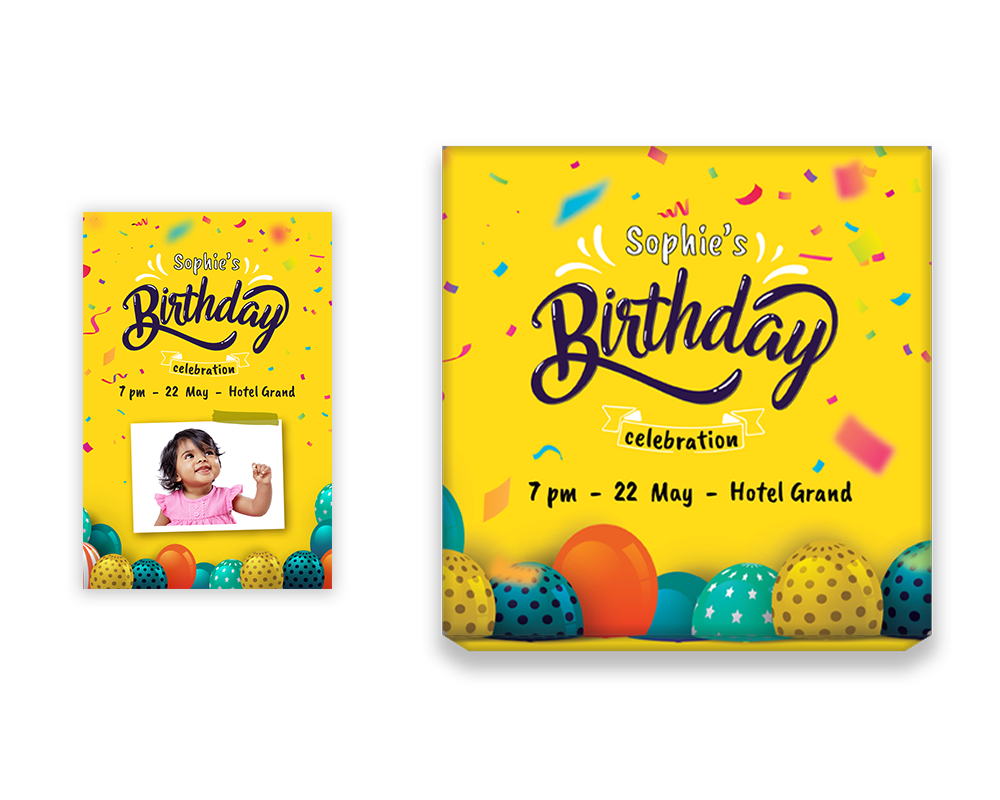 Sophie's
Birthday
celebration
7 pm - 22 May - Hotel Grand
Sophie's
Birthday
celebration
7 pm - 22 May - Hotel Grand